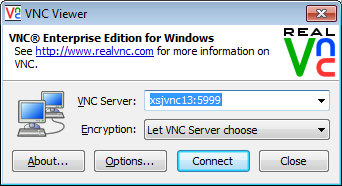 VNC Viewer
VNC® Enterprise Edition for Windows
See http://www.realvnc.com for more information on
VNC.
REAL
VNC
VNC Server: xsjvnc13:5999
Encryption: Let VNC Server choose
About... Options... Connect Close